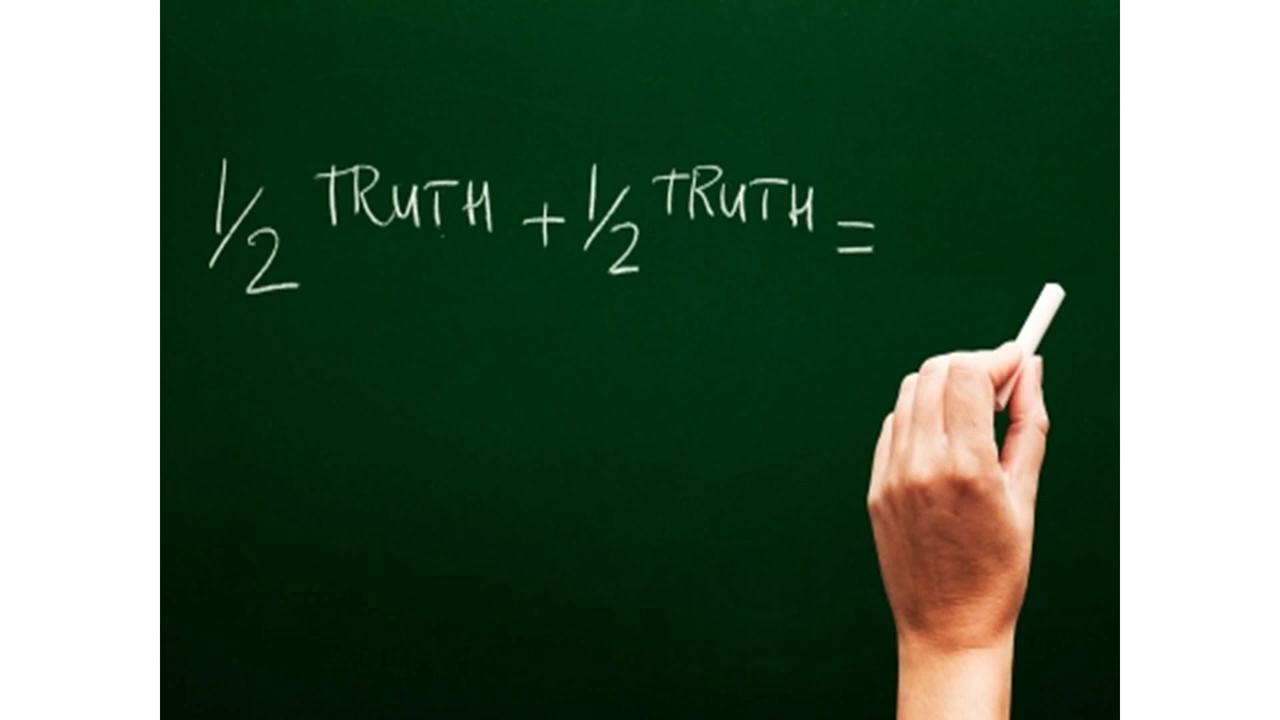 1/2 TRUTH + 1/2 TRUTH =